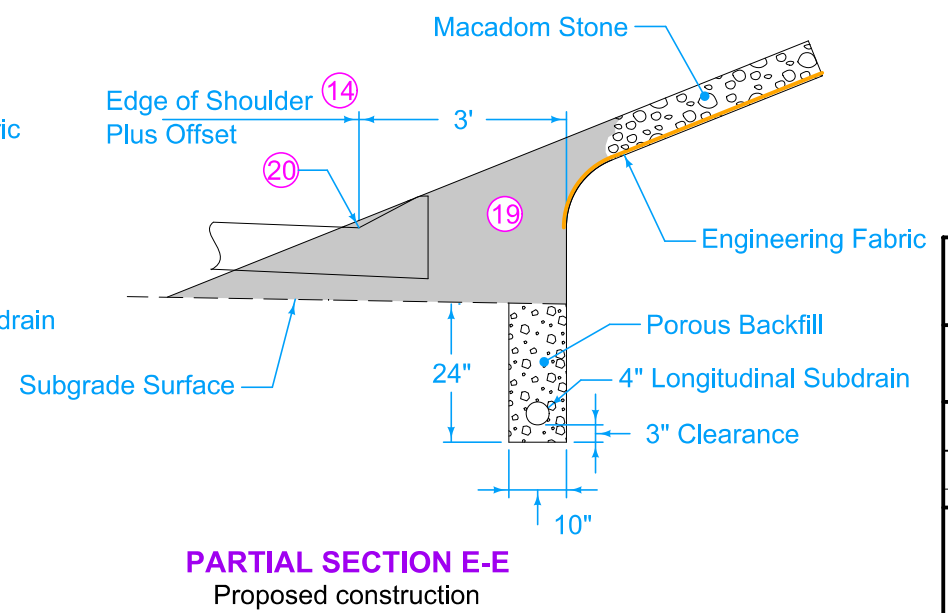 Macadom Stone
14
Edge of Shoulder
Plus Offset
3'
ric
20
19
Engineering Fabric
drain
Porous Backfill
24"
4" Longitudinal Subdrain
Subgrade Surface
3" Clearance
10"
PARTIAL SECTION E-E
Proposed construction